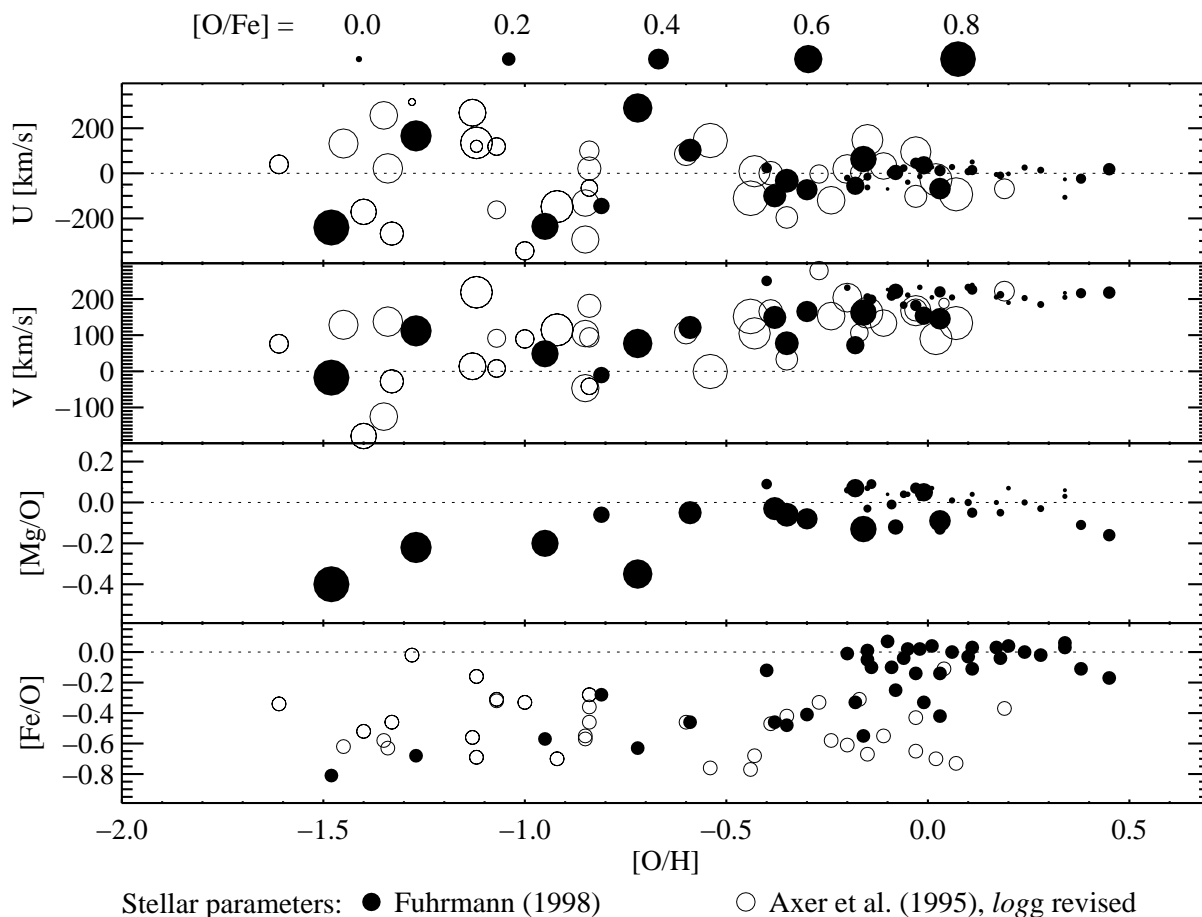 [O/Fe] = 0.0 0.2 0.4 0.6 0.8
U [km/s]
200
0
−200
V [km/s]
200
100
0
−100
[Mg/O]
0.2
0.0
−0.2
−0.4
[Fe/O]
0.0
−0.2
−0.4
−0.6
−0.8
−2.0 −1.5 −1.0 −0.5 0.0 0.5
[O/H]
Stellar parameters: Fuhrmann (1998) Axer et al. (1995), logg revised